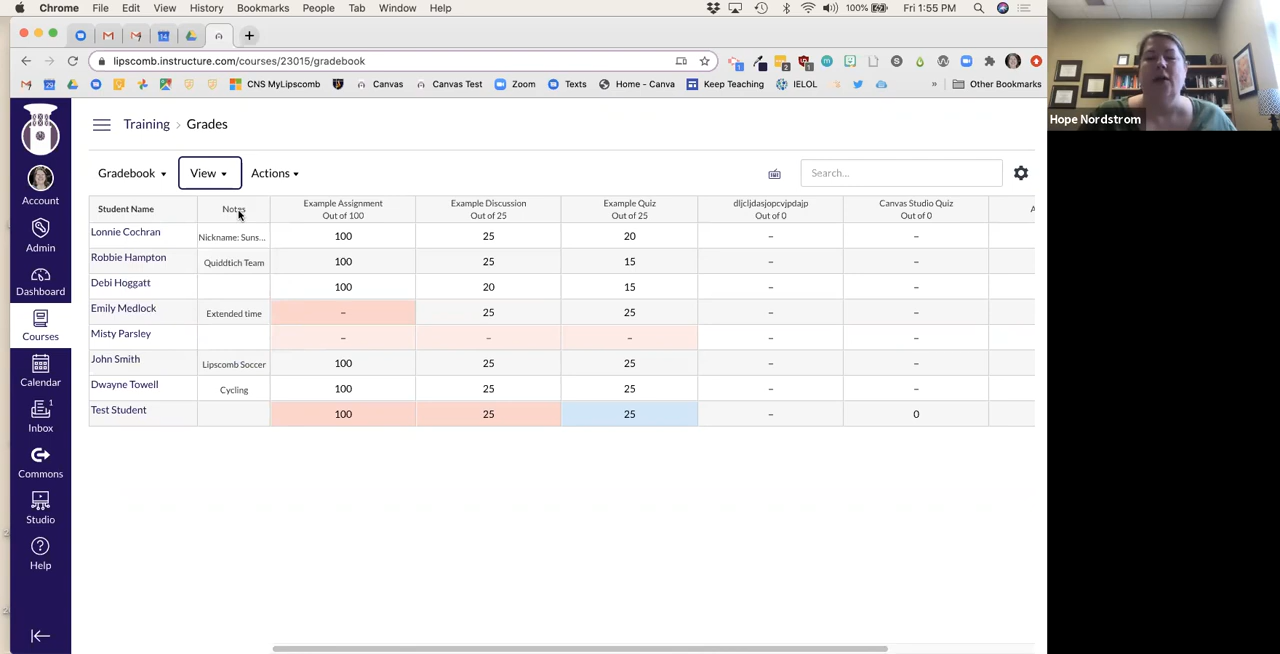 Chrome File Edit View History Bookmarks People Tab Window Help 100% Fri 1:55 PM
lipscomb.instructure.com/courses/23015/gradebook
CNS MyLipscomb Canvas Canvas Test Zoom Texts Home - Canva Keep Teaching IELOL » Other Bookmarks
Hope Nordstrom
Training › Grades
Gradebook View Actions Search...
Student Name Notes Example Assignment Out of 100 Example Discussion Out of 25 Example Quiz Out of 25 dljcljdasjopcvjpdajp Out of 0 Canvas Studio Quiz Out of 0 A
Lonnie Cochran Nickname: Suns... 100 25 20 – –
Robbie Hampton Quiddtich Team 100 25 15 – –
Debi Hoggatt 100 20 15 – –
Emily Medlock Extended time – 25 25 – –
Misty Parsley – – – – –
John Smith Lipscomb Soccer 100 25 25 – –
Dwayne Towell Cycling 100 25 25 – –
Test Student 100 25 25 – 0
Account
Admin
Dashboard
Courses
Calendar
1
Inbox
Commons
Studio
Help